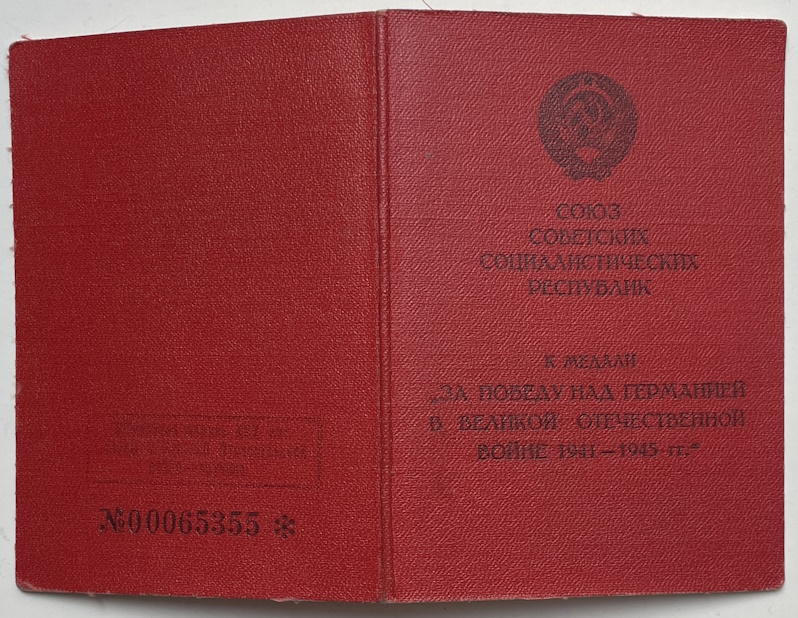 СОЮЗ
СОВЕТСКИХ
СОЦИАЛИСТИЧЕСКИХ
РЕСПУБЛИК
К МЕДАЛИ
„ЗА ПОБЕДУ НАД ГЕРМАНИЕЙ
В ВЕЛИКОЙ ОТЕЧЕСТВЕННОЙ
ВОЙНЕ 1941—1945 гг.“
№00065355 *